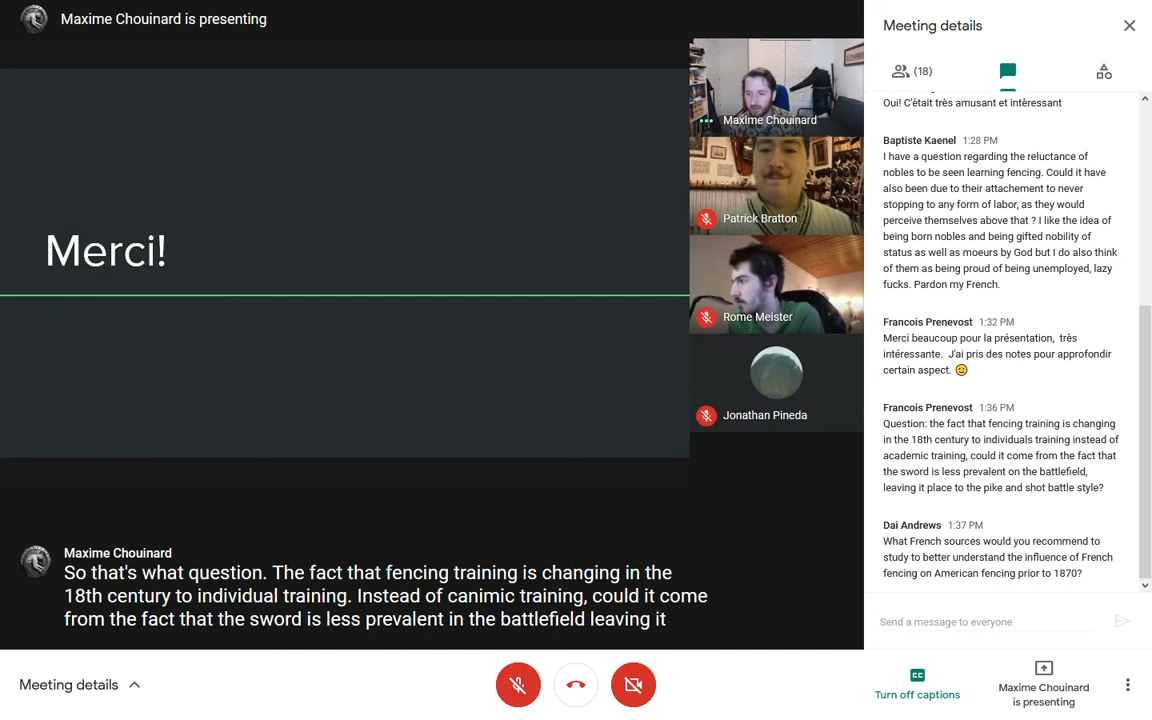 Maxime Chouinard is presenting
Merci!
Maxime Chouinard
Patrick Bratton
Rome Meister
Jonathan Pineda
Maxime Chouinard
So that's what question. The fact that fencing training is changing in the
18th century to individual training. Instead of canimic training, could it come
from the fact that the sword is less prevalent in the battlefield leaving it
Meeting details
(18)
Oui! C'ètait très amusant et intèressant
Baptiste Kaenel 1:28 PM
I have a question regarding the reluctance of
nobles to be seen learning fencing. Could it have
also been due to their attachement to never
stopping to any form of labor, as they would
perceive themselves above that ? I like the idea of
being born nobles and being gifted nobility of
status as well as moeurs by God but I do also think
of them as being proud of being unemployed, lazy
fucks. Pardon my French.
Francois Prenevost 1:32 PM
Merci beaucoup pour la présentation, très
intéressante. J'ai pris des notes pour approfondir
certain aspect. 🙂
Francois Prenevost 1:36 PM
Question: the fact that fencing training is changing
in the 18th century to individuals training instead of
academic training, could it come from the fact that
the sword is less prevalent on the battlefield,
leaving it place to the pike and shot battle style?
Dai Andrews 1:37 PM
What French sources would you recommend to
study to better understand the influence of French
fencing on American fencing prior to 1870?
Send a message to everyone
Meeting details
CC
Turn off captions
Maxime Chouinard
is presenting